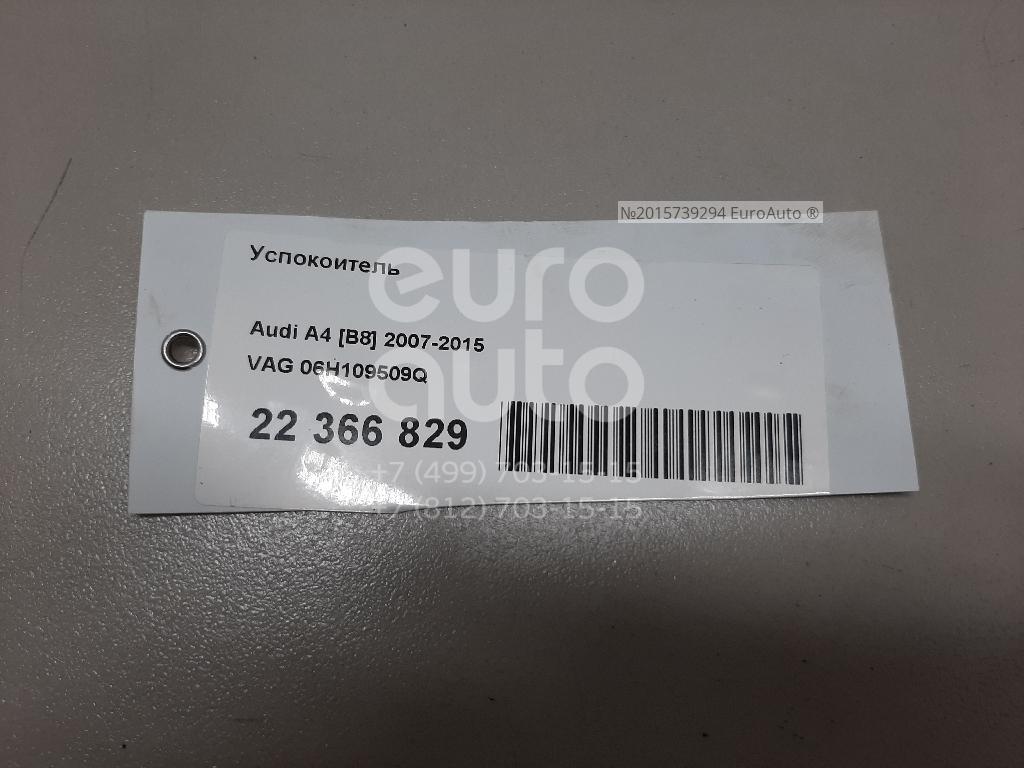 №2015739294 EuroAuto ®
Успокоитель
euro
auto
Audi A4 [B8] 2007-2015
VAG 06H109509Q
22 366 829
+7 (499) 703-15-15
+7 (812) 703-15-15